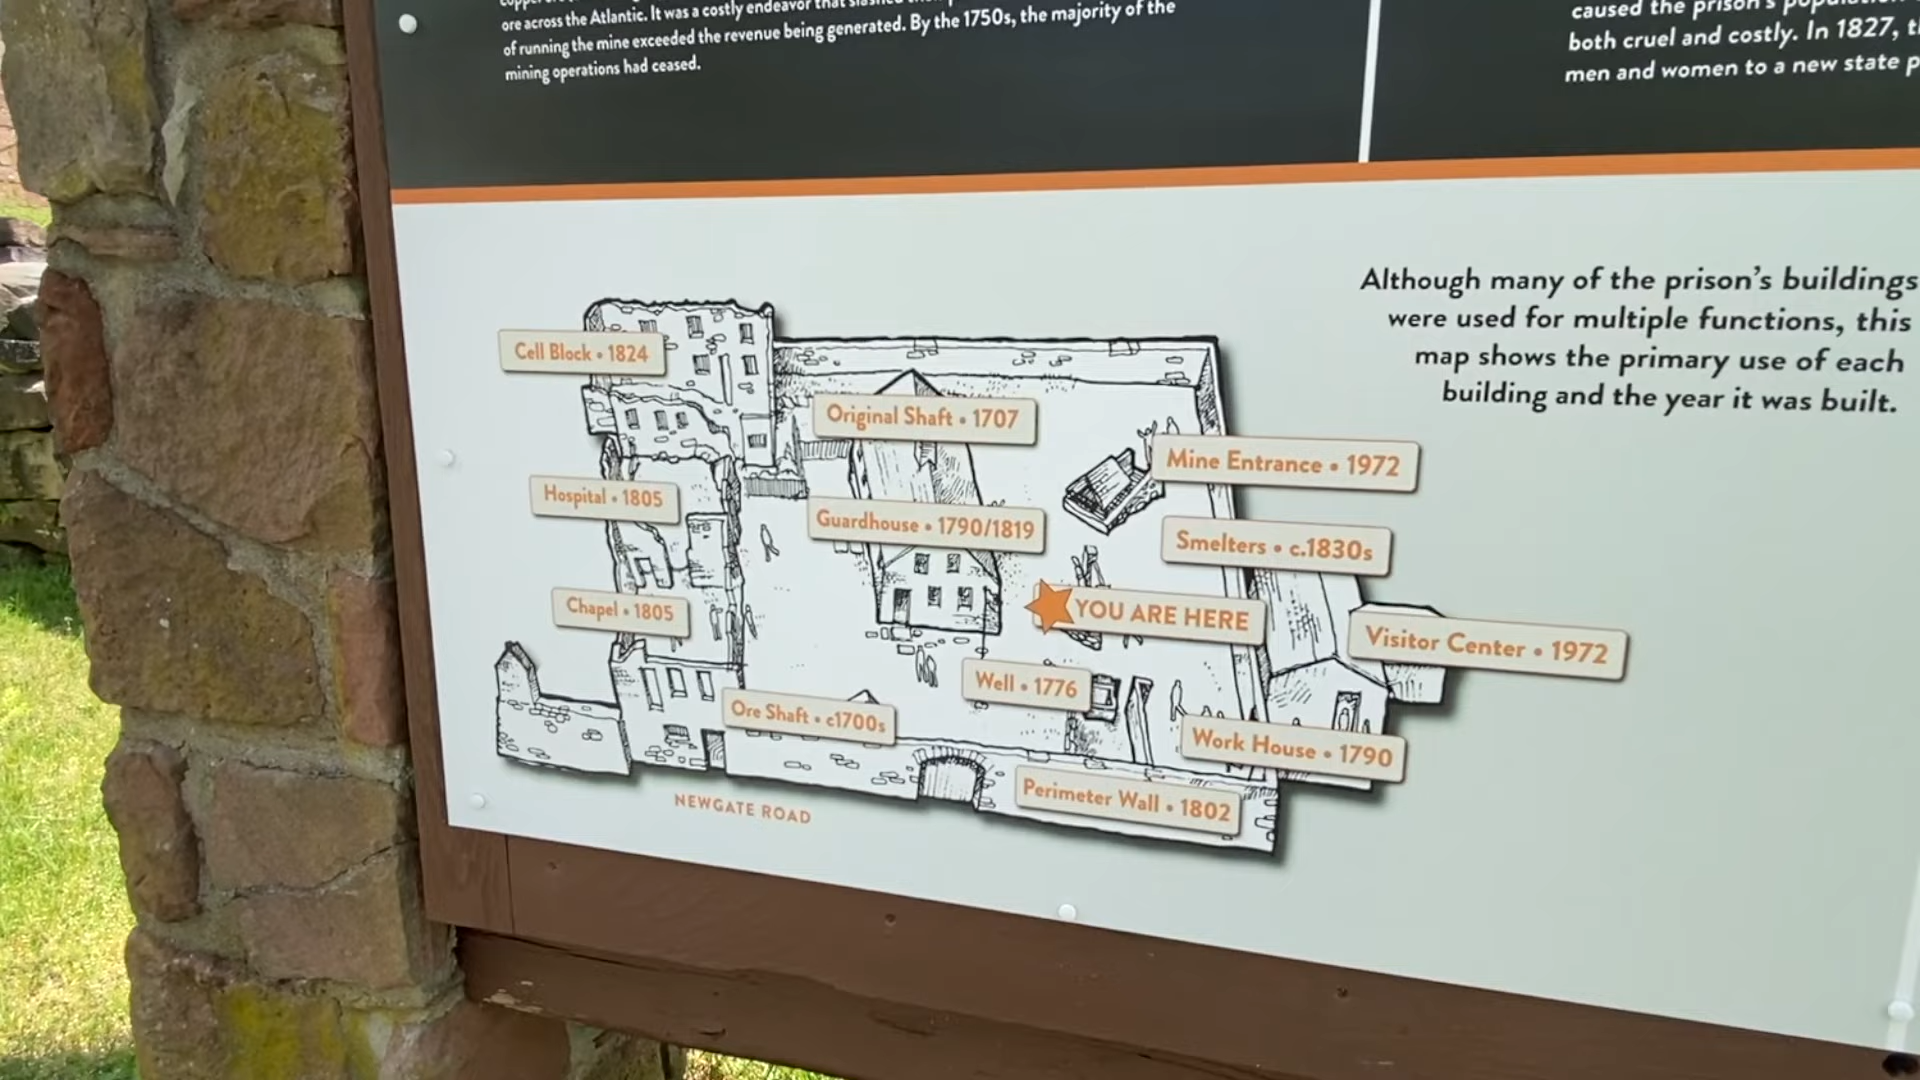 ore across the Atlantic. It was a costly endeavor that
of running the mine exceeded the revenue being generated. By the 1750s, the majority of the
mining operations had ceased.
caused the prison's
both cruel and costly. In 1827,
men and women to a new state
Although many of the prison's buildings
were used for multiple functions, this
map shows the primary use of each
building and the year it was built.
Cell Block • 1824
Original Shaft • 1707
Mine Entrance • 1972
Hospital • 1805
Guardhouse • 1790/1819
Smelters • c.1830s
Chapel • 1805
YOU ARE HERE
Visitor Center • 1972
Well • 1776
Ore Shaft • c1700s
Work House • 1790
Perimeter Wall • 1802
NEWGATE ROAD